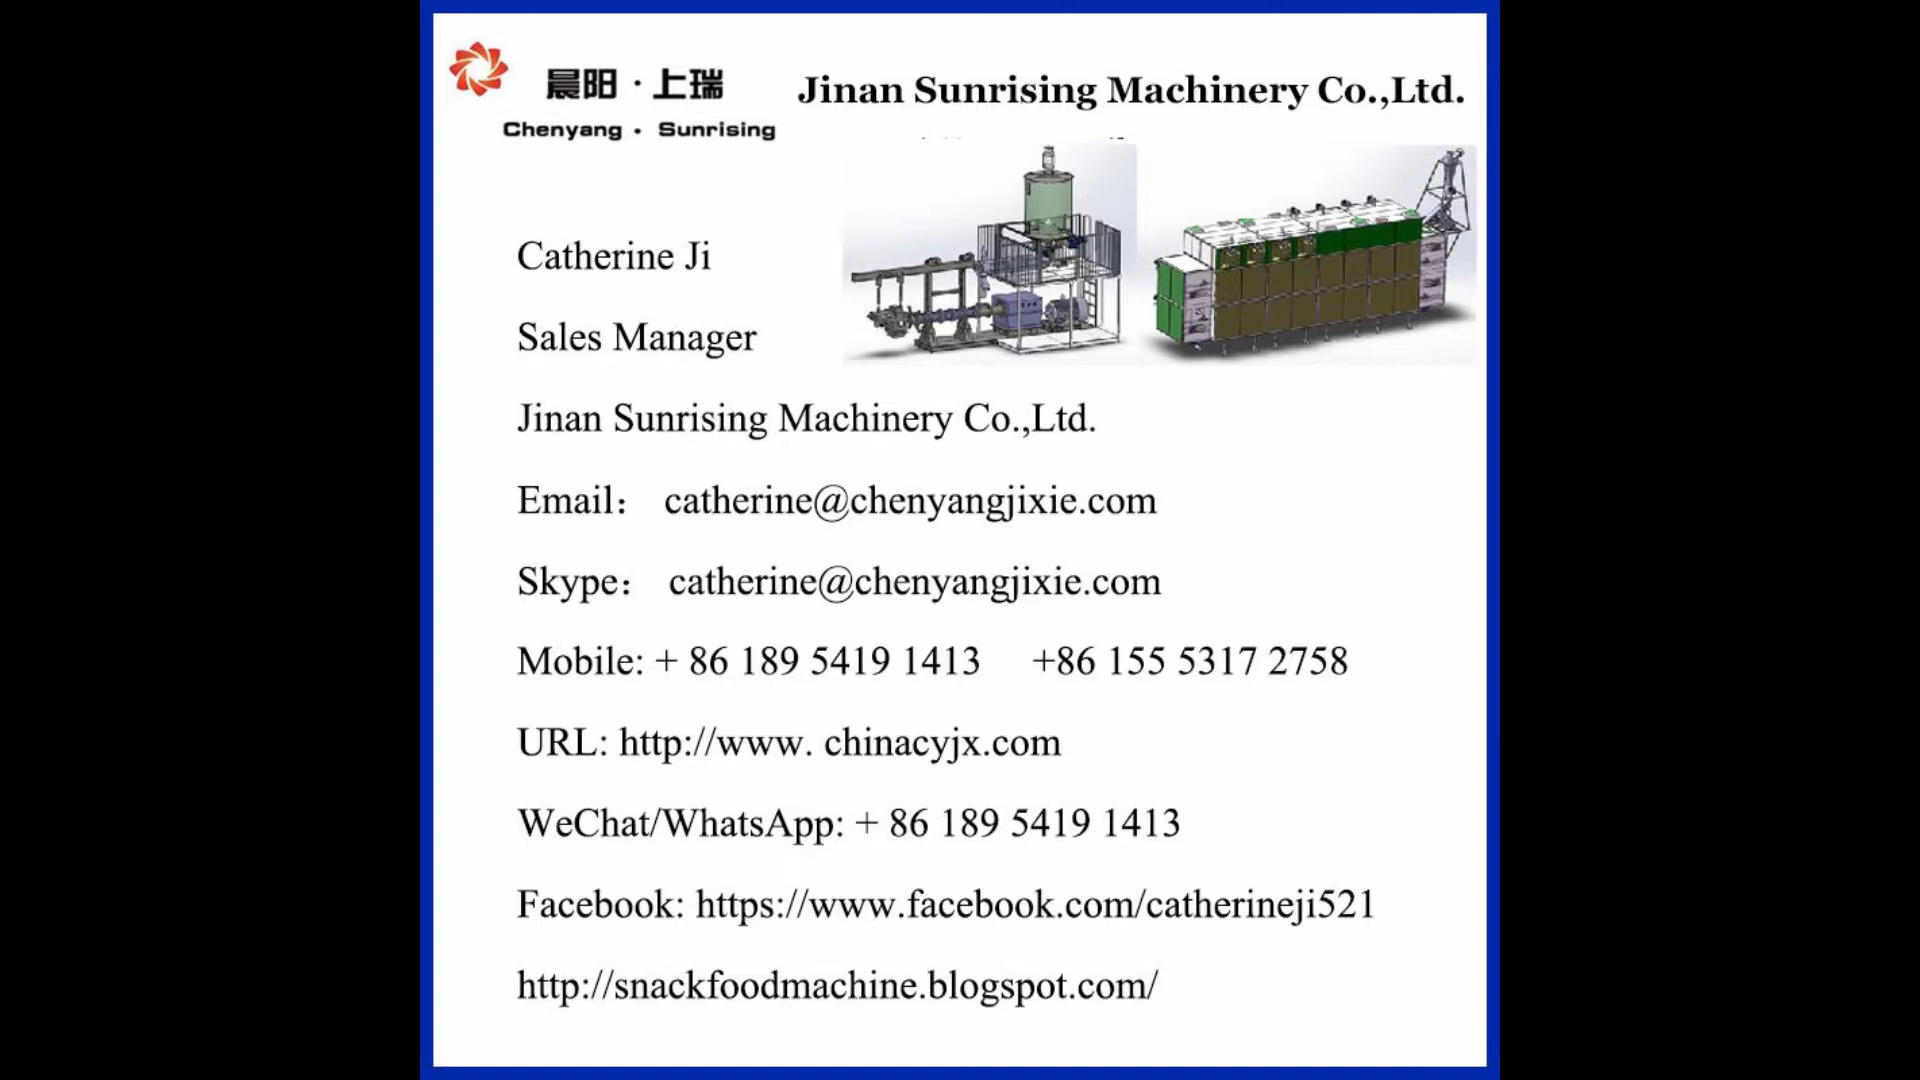 晨阳·上瑞
Chenyang · Sunrising
Jinan Sunrising Machinery Co.,Ltd.
Catherine Ji
Sales Manager
Jinan Sunrising Machinery Co.,Ltd.
Email： catherine@chenyangjixie.com
Skype： catherine@chenyangjixie.com
Mobile: + 86 189 5419 1413 +86 155 5317 2758
URL: http://www. chinacyjx.com
WeChat/WhatsApp: + 86 189 5419 1413
Facebook: https://www.facebook.com/catherineji521
http://snackfoodmachine.blogspot.com/